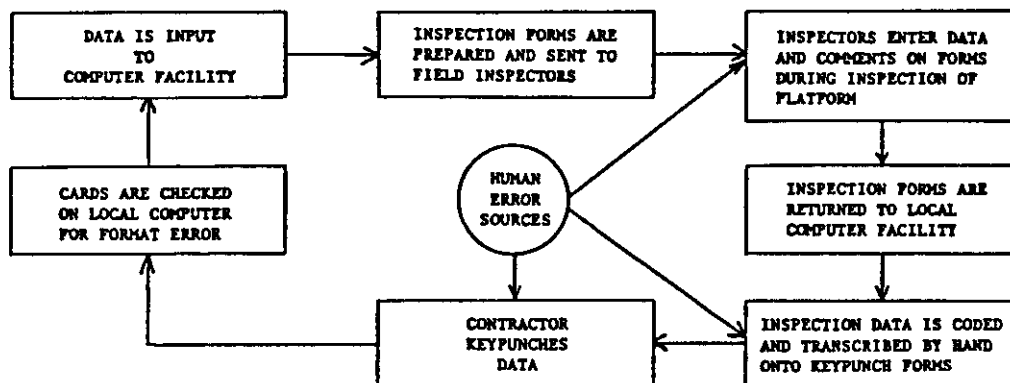 DATA IS INPUT
TO
COMPUTER FACILITY
INSPECTION FORMS ARE
PREPARED AND SENT TO
FIELD INSPECTORS
INSPECTORS ENTER DATA
AND COMMENTS ON FORMS
DURING INSPECTION OF
PLATFORM
CARDS ARE CHECKED
ON LOCAL COMPUTER
FOR FORMAT ERROR
HUMAN
ERROR
SOURCES
INSPECTION FORMS ARE
RETURNED TO LOCAL
COMPUTER FACILITY
CONTRACTOR
KEYPUNCHES
DATA
INSPECTION DATA IS CODED
AND TRANSCRIBED BY HAND
ONTO KEYPUNCH FORMS